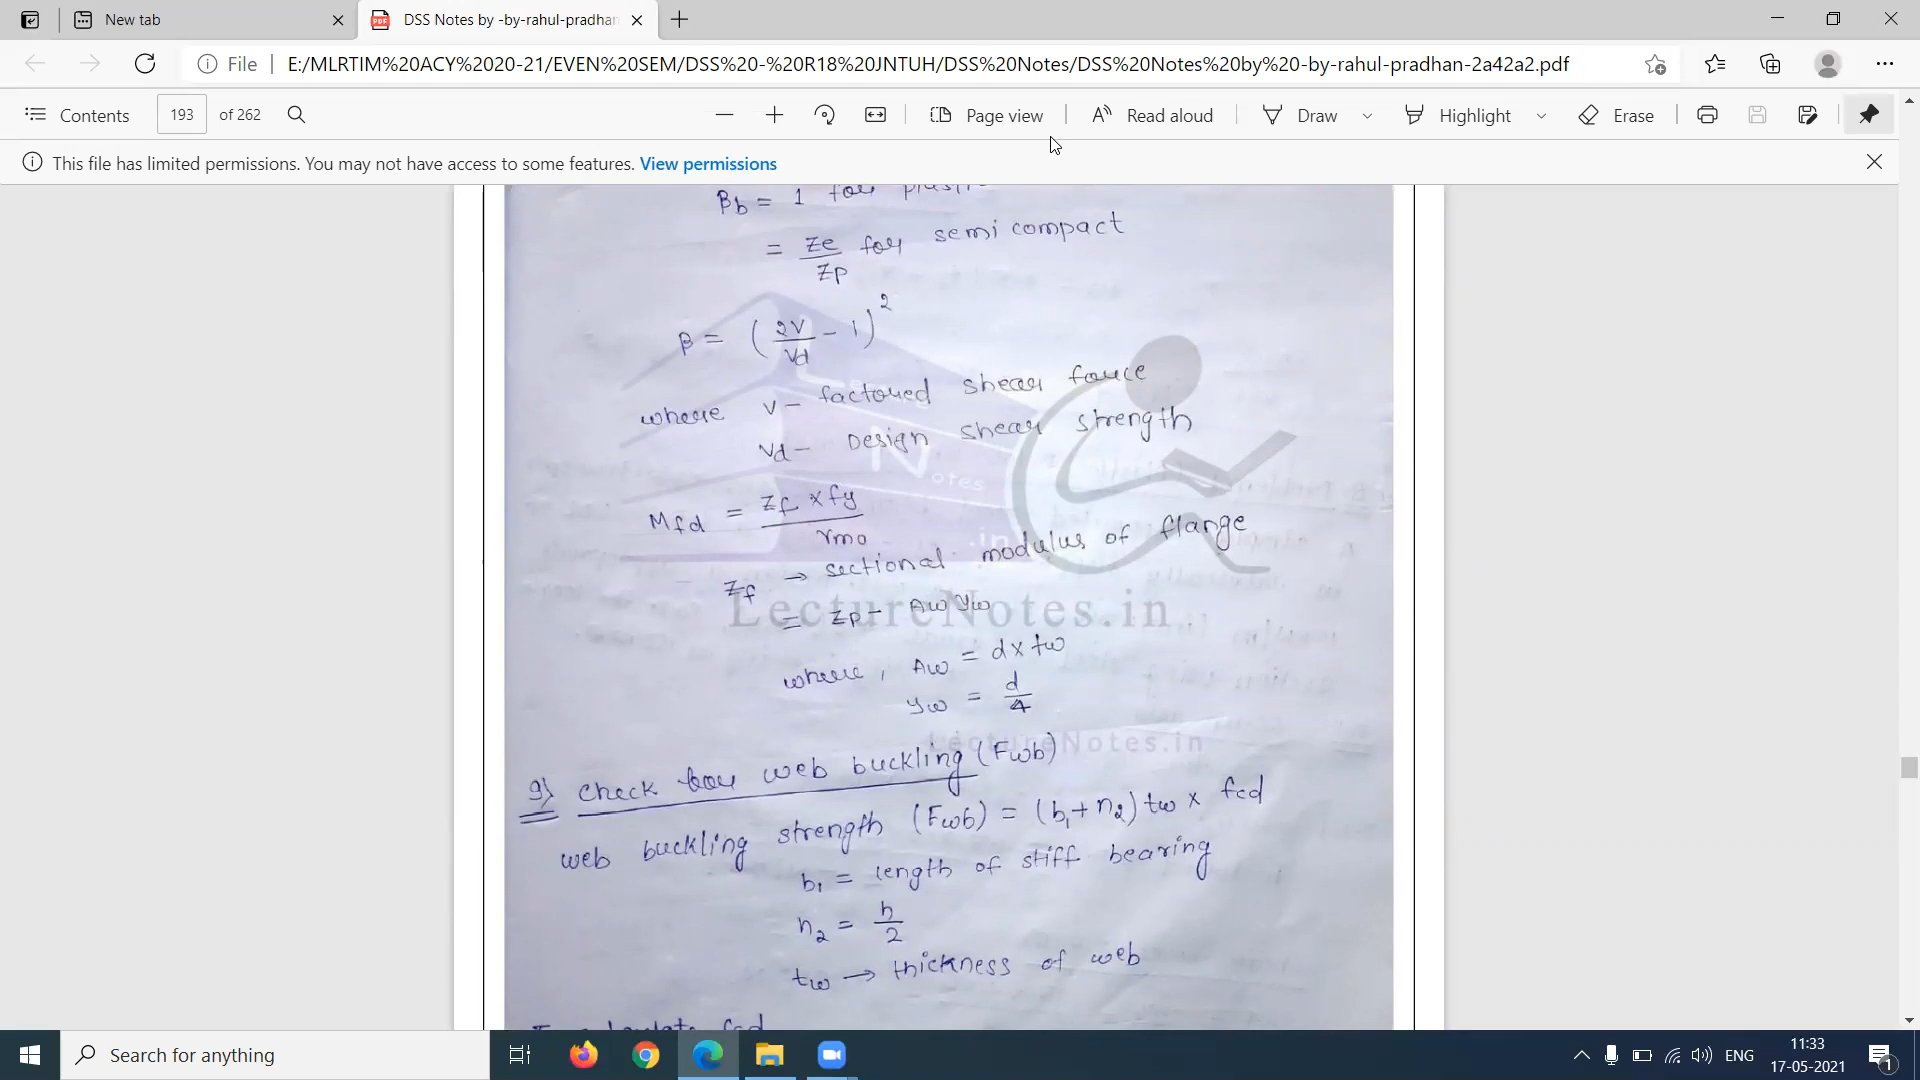 New tab
DSS Notes by -by-rahul-pradhan
File
E:/MLRTIM%20ACY%2020-21/EVEN%20SEM/DSS%20-%20R18%20JNTUH/DSS%20Notes/DSS%20Notes%20by%20-by-rahul-pradhan-2a42a2.pdf
Contents 193 of 262 Page view Read aloud Draw Highlight Erase
This file has limited permissions. You may not have access to some features. View permissions
βb = 1 for
= Ze/Zp for semi compact
β = (2V/Vd - 1)²
where V - factored shear force
Vd - Design shear strength
Mfd = Zf × fy / γmo
Zf → sectional modulus of flange
= Zp - Aw yw
where, Aw = d × tw
yw = d/4
Notes.in
LectureNotes.in
LectureNotes.in
9) Check for web buckling (Fwb)
web buckling strength (Fwb) = (b₁ + n₂) tw × fcd
b₁ = length of stiff bearing
n₂ = h/2
tw → thickness of web
fcd
Search for anything
ENG
11:33
17-05-2021
1